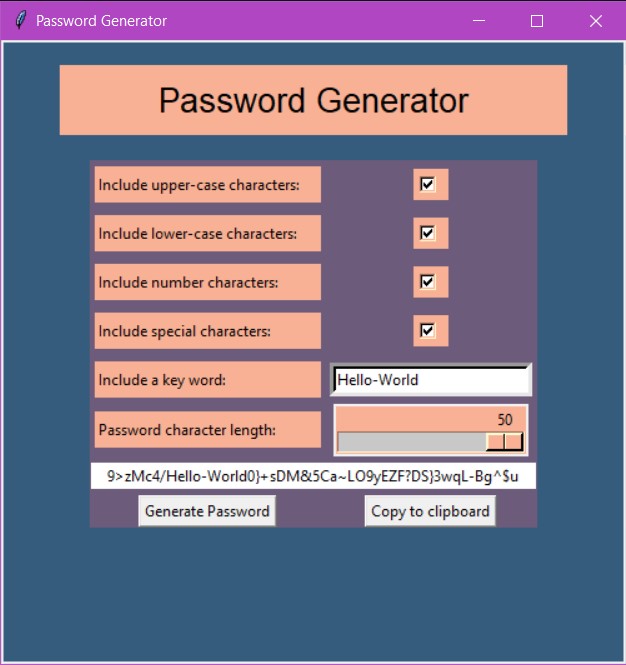 Password Generator
Password Generator
Include upper-case characters:
Include lower-case characters:
Include number characters:
Include special characters:
Include a key word:
Hello-World
Password character length:
50
9>zMc4/Hello-World0}+sDM&5Ca~LO9yEZF?DS}3wqL-Bg^$u
Generate Password
Copy to clipboard